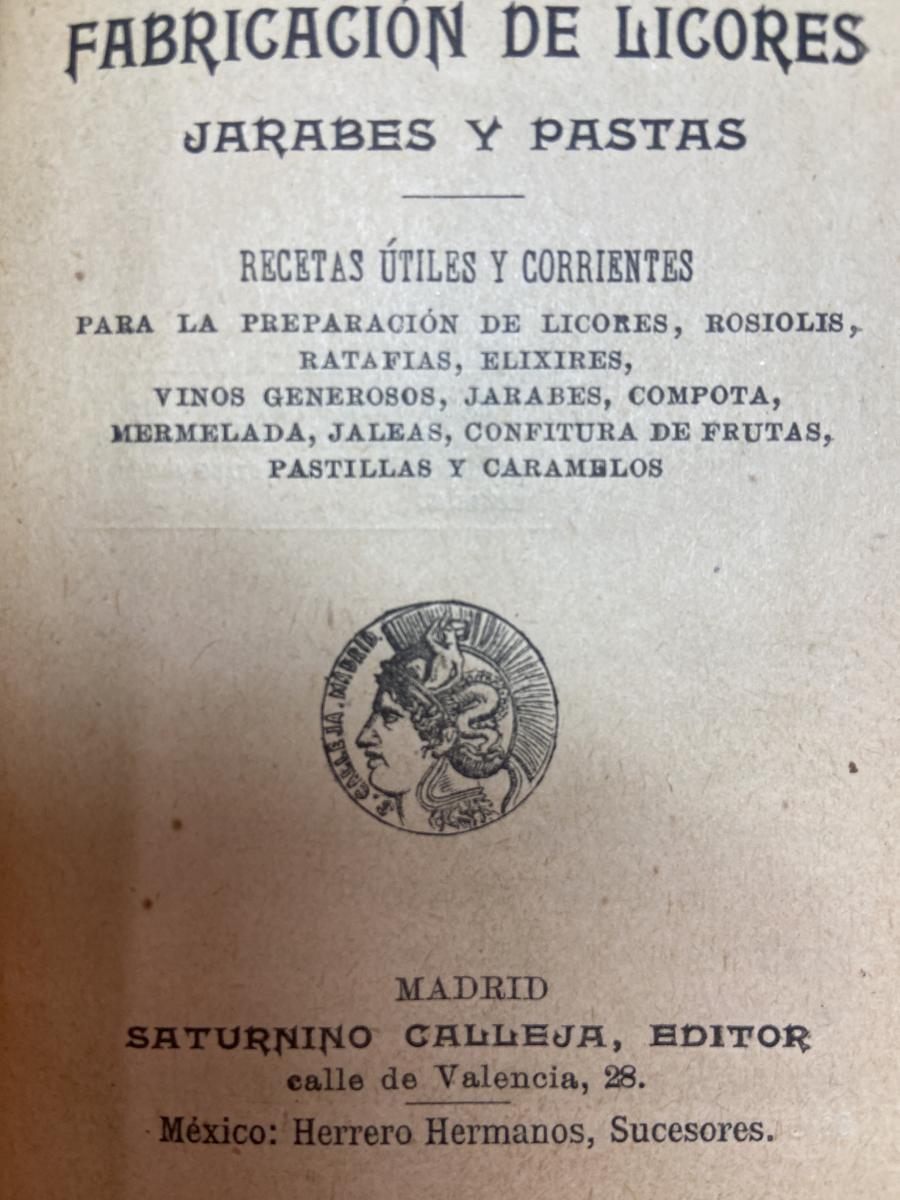 FABRICACIÓN DE LICORES
JARABES Y PASTAS
RECETAS ÚTILES Y CORRIENTES
PARA LA PREPARACIÓN DE LICORES, ROSIOLIS,
RATAFIAS, ELIXIRES,
VINOS GENEROSOS, JARABES, COMPOTA,
MERMELADA, JALEAS, CONFITURA DE FRUTAS,
PASTILLAS Y CARAMELOS
S. CALLEJA. MADRID.
MADRID
SATURNINO CALLEJA, EDITOR
calle de Valencia, 28.
México: Herrero Hermanos, Sucesores.